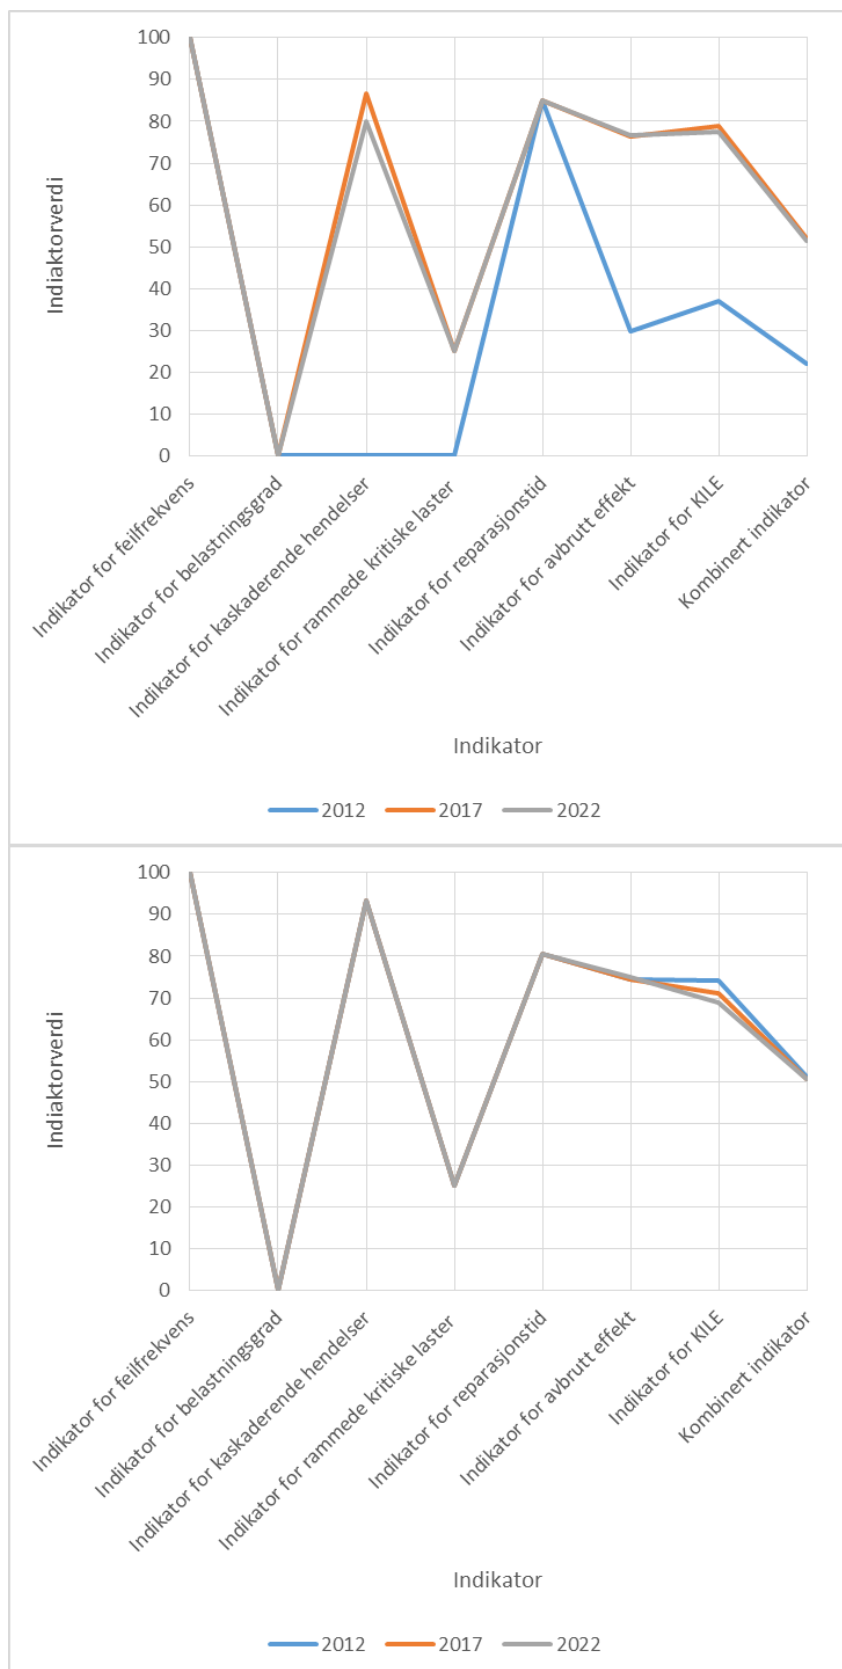 100
90
80
70
60
50
40
30
20
10
0
Indiaktorverdi
Indikator for feilfrekvens
Indikator for belastningsgrad
Indikator for kaskaderende hendelser
Indikator for rammede kritiske laster
Indikator for reparasjonstid
Indikator for avbrutt effekt
Indikator for KILE
Kombinert indikator
Indikator
2012 2017 2022
100
90
80
70
60
50
40
30
20
10
0
Indiaktorverdi
Indikator for feilfrekvens
Indikator for belastningsgrad
Indikator for kaskaderende hendelser
Indikator for rammede kritiske laster
Indikator for reparasjonstid
Indikator for avbrutt effekt
Indikator for KILE
Kombinert indikator
Indikator
2012 2017 2022